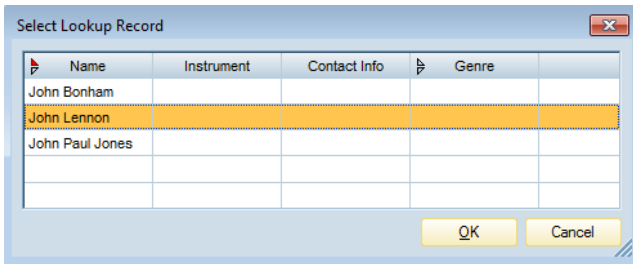 Select Lookup Record
Name Instrument Contact Info Genre
John Bonham
John Lennon
John Paul Jones
OK Cancel